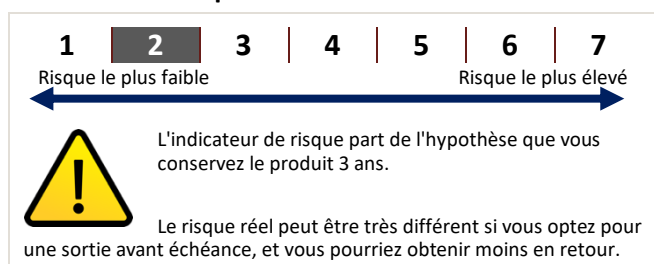 1 2 3 4 5 6 7
Risque le plus faible Risque le plus élevé
L'indicateur de risque part de l'hypothèse que vous
conservez le produit 3 ans.
Le risque réel peut être très différent si vous optez pour
une sortie avant échéance, et vous pourriez obtenir moins en retour.